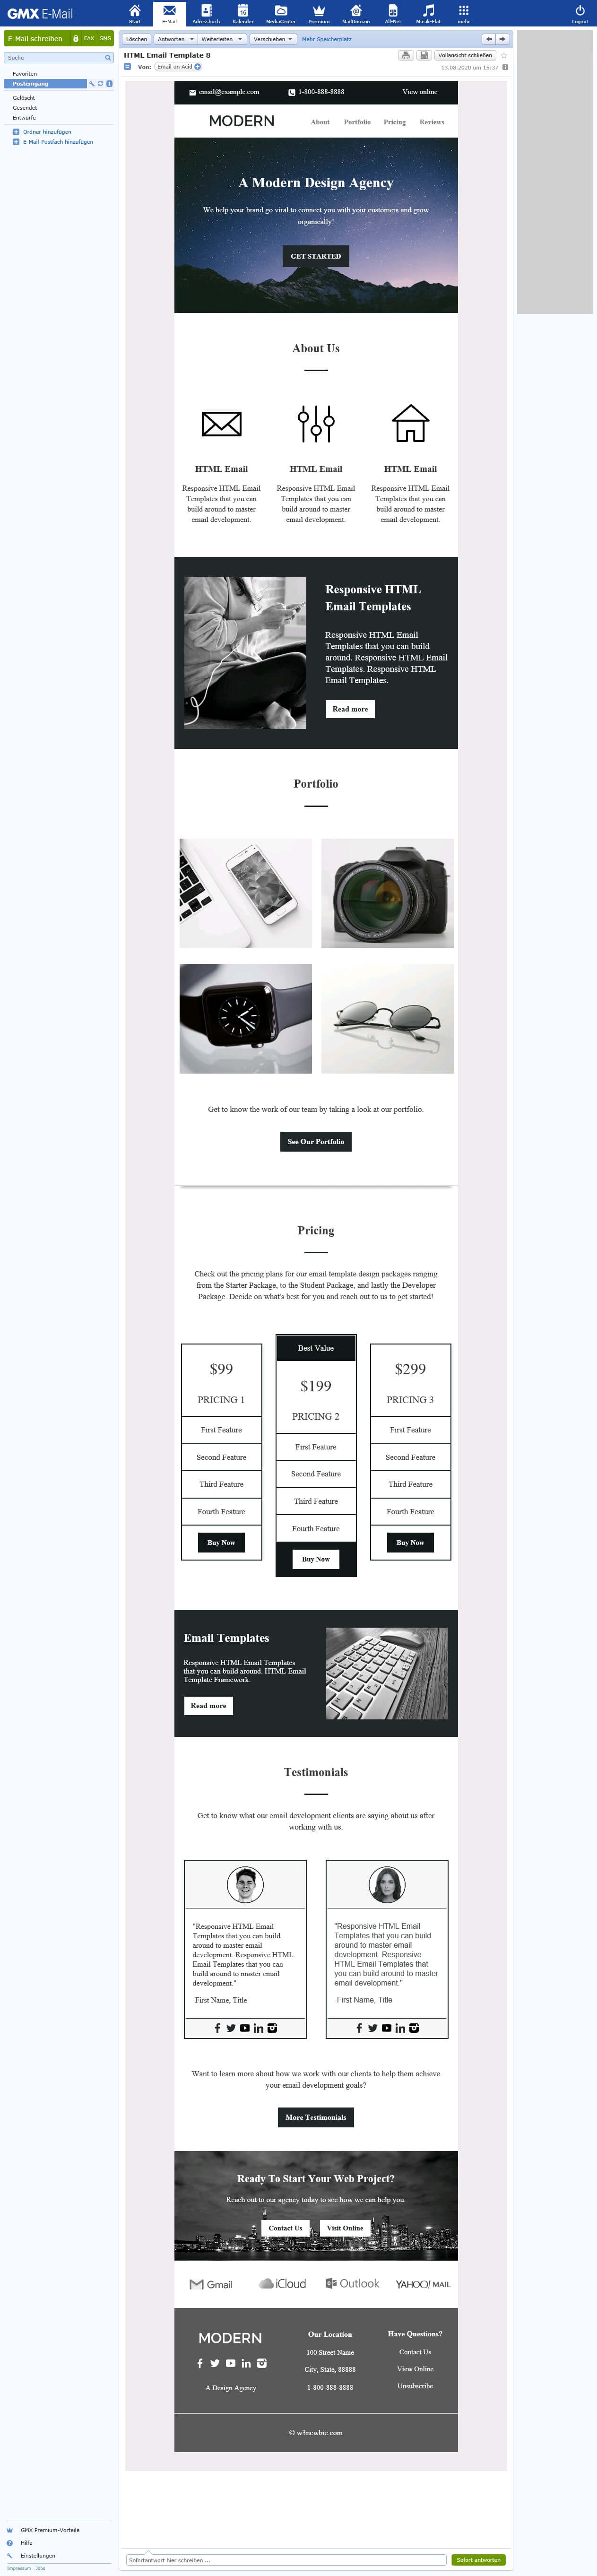 GMX E-Mail
Start
E-Mail
Adressbuch
Kalender
MediaCenter
Premium
MailDomain
All-Net
Musik-Flat
mehr
Logout
E-Mail schreiben
FAX
SMS
Löschen
Antworten
Weiterleiten
Verschieben
Mehr Speicherplatz
Suche
HTML Email Template 8
Vollansicht schließen
Von: Email on Acid
13.08.2020 um 15:37
Favoriten
Posteingang
Gelöscht
Gesendet
Entwürfe
Ordner hinzufügen
E-Mail-Postfach hinzufügen
email@example.com
1-800-888-8888
View online
MODERN
About
Portfolio
Pricing
Reviews
A Modern Design Agency
We help your brand go viral to connect with your customers and grow
organically!
GET STARTED
About Us
HTML Email
Responsive HTML Email
Templates that you can
build around to master
email development.
HTML Email
Responsive HTML Email
Templates that you can
build around to master
email development.
HTML Email
Responsive HTML Email
Templates that you can
build around to master
email development.
Responsive HTML
Email Templates
Responsive HTML Email
Templates that you can build
around. Responsive HTML Email
Templates. Responsive HTML
Email Templates.
Read more
Portfolio
Get to know the work of our team by taking a look at our portfolio.
See Our Portfolio
Pricing
Check out the pricing plans for our email template design packages ranging
from the Starter Package, to the Student Package, and lastly the Developer
Package. Decide on what's best for you and reach out to us to get started!
$99
PRICING 1
First Feature
Second Feature
Third Feature
Fourth Feature
Buy Now
Best Value
$199
PRICING 2
First Feature
Second Feature
Third Feature
Fourth Feature
Buy Now
$299
PRICING 3
First Feature
Second Feature
Third Feature
Fourth Feature
Buy Now
Email Templates
Responsive HTML Email Templates
that you can build around. HTML Email
Template Framework.
Read more
Testimonials
Get to know what our email development clients are saying about us after
working with us.
"Responsive HTML Email
Templates that you can build
around to master email
development. Responsive HTML
Email Templates that you can
build around to master email
development."
-First Name, Title
"Responsive HTML Email
Templates that you can build
around to master email
development. Responsive
HTML Email Templates that
you can build around to master
email development."
-First Name, Title
Want to learn more about how we work with our clients to help them achieve
your email development goals?
More Testimonials
Ready To Start Your Web Project?
Reach out to our agency today to see how we can help you.
Contact Us
Visit Online
Gmail
iCloud
Outlook
YAHOO! MAIL
MODERN
A Design Agency
Our Location
100 Street Name
City, State, 88888
1-800-888-8888
Have Questions?
Contact Us
View Online
Unsubscribe
© w3newbie.com
GMX Premium-Vorteile
Hilfe
Einstellungen
Impressum
Jobs
Sofortantwort hier schreiben ...
Sofort antworten